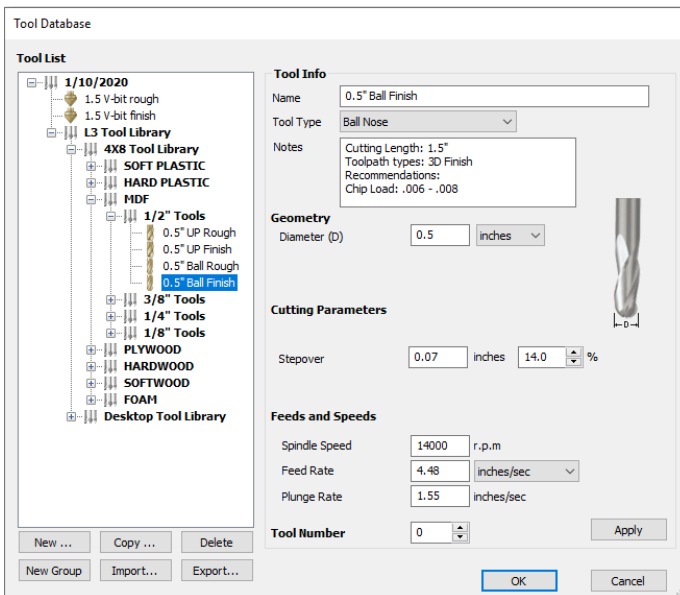 Tool Database
Tool List
1/10/2020
1.5 V-bit rough
1.5 V-bit finish
L3 Tool Library
4X8 Tool Library
SOFT PLASTIC
HARD PLASTIC
MDF
1/2" Tools
0.5" UP Rough
0.5" UP Finish
0.5" Ball Rough
0.5" Ball Finish
3/8" Tools
1/4" Tools
1/8" Tools
PLYWOOD
HARDWOOD
SOFTWOOD
FOAM
Desktop Tool Library
New ... Copy ... Delete
New Group Import... Export...
Tool Info
Name 0.5" Ball Finish
Tool Type Ball Nose
Notes Cutting Length: 1.5"
Toolpath types: 3D Finish
Recommendations:
Chip Load: .006 - .008
Geometry
Diameter (D) 0.5 inches
D
Cutting Parameters
Stepover 0.07 inches 14.0 %
Feeds and Speeds
Spindle Speed 14000 r.p.m
Feed Rate 4.48 inches/sec
Plunge Rate 1.55 inches/sec
Tool Number 0 Apply
OK Cancel